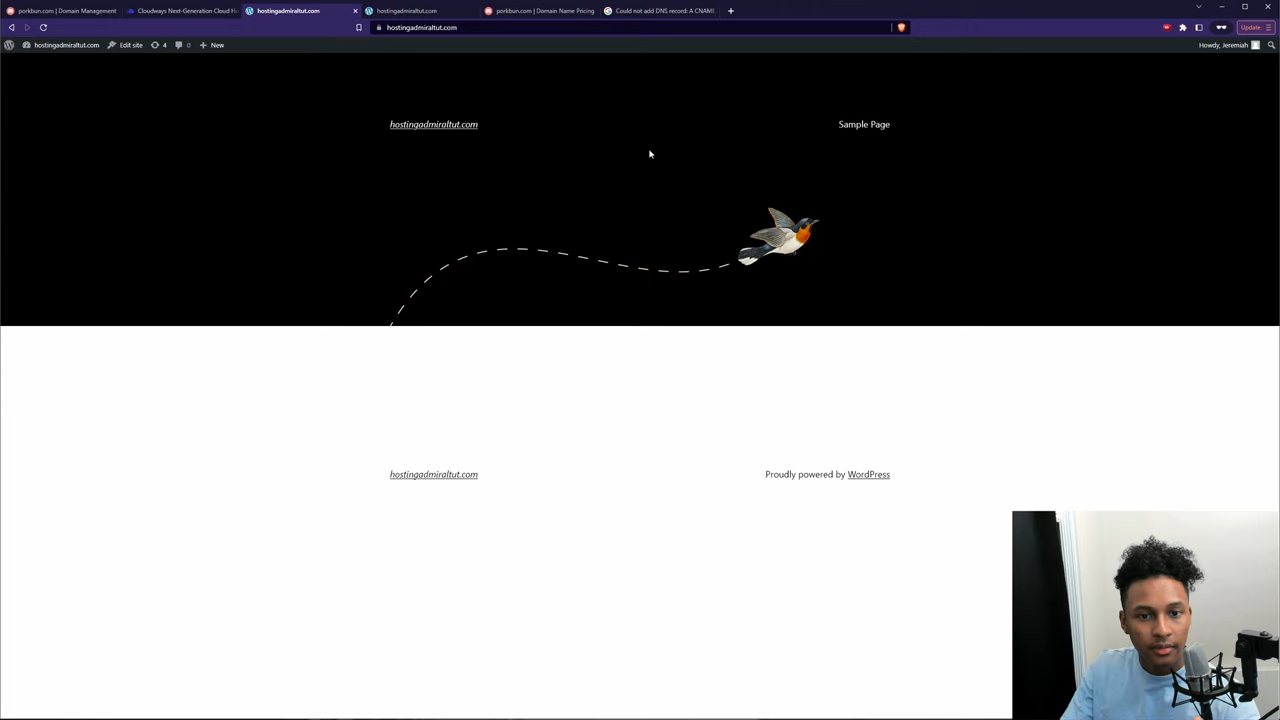 porkbun.com | Domain Management
Cloudways Next-Generation Cloud H
hostingadmiraltut.com
hostingadmiraltut.com
porkbun.com | Domain Name Pricing
Could not add DNS record: A CNAME
hostingadmiraltut.com
Update
hostingadmiraltut.com
Edit site
4
0
New
Howdy, Jeremiah
hostingadmiraltut.com
Sample Page
hostingadmiraltut.com
Proudly powered by WordPress